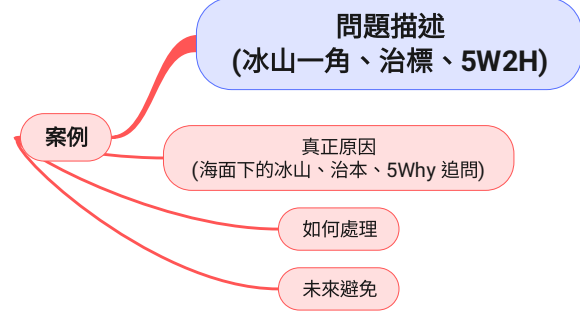 問題描述
(冰山一角、治標、5W2H)
案例
真正原因
(海面下的冰山、治本、5Why 追問)
如何處理
未來避免